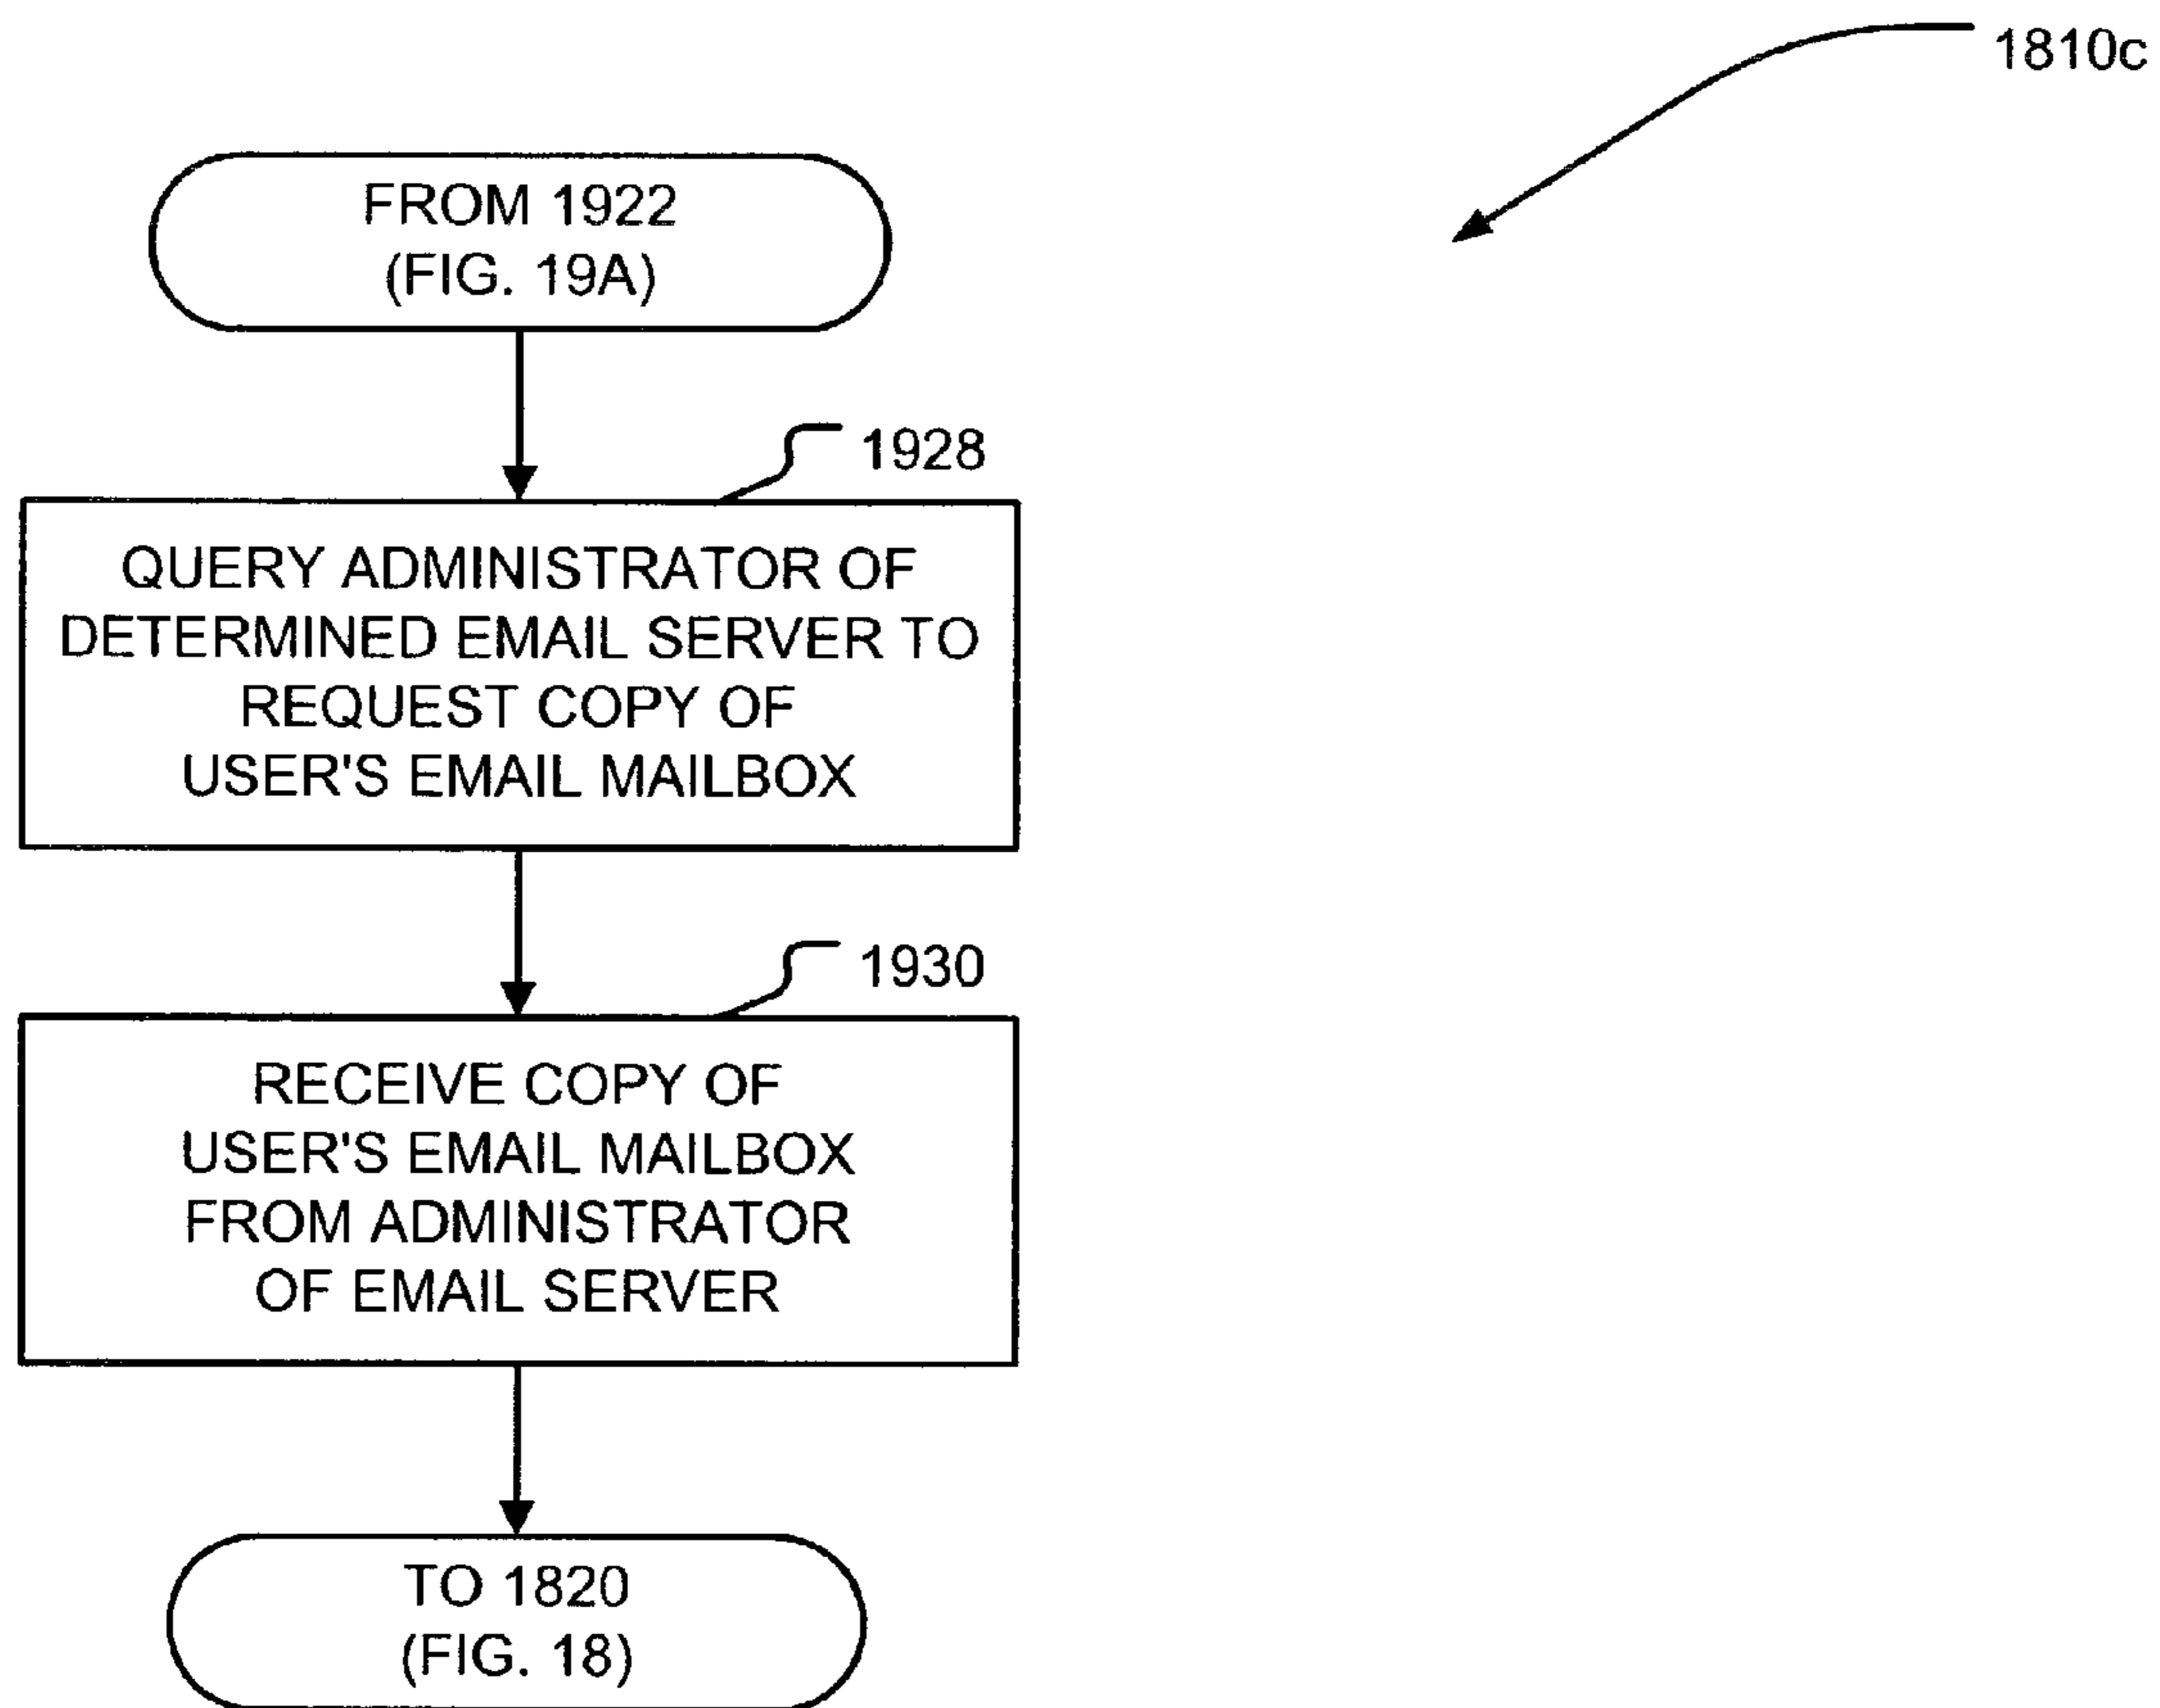 1810c
FROM 1922
(FIG. 19A)
1928
QUERY ADMINISTRATOR OF
DETERMINED EMAIL SERVER TO
REQUEST COPY OF
USER'S EMAIL MAILBOX
1930
RECEIVE COPY OF
USER'S EMAIL MAILBOX
FROM ADMINISTRATOR
OF EMAIL SERVER
TO 1820
(FIG. 18)